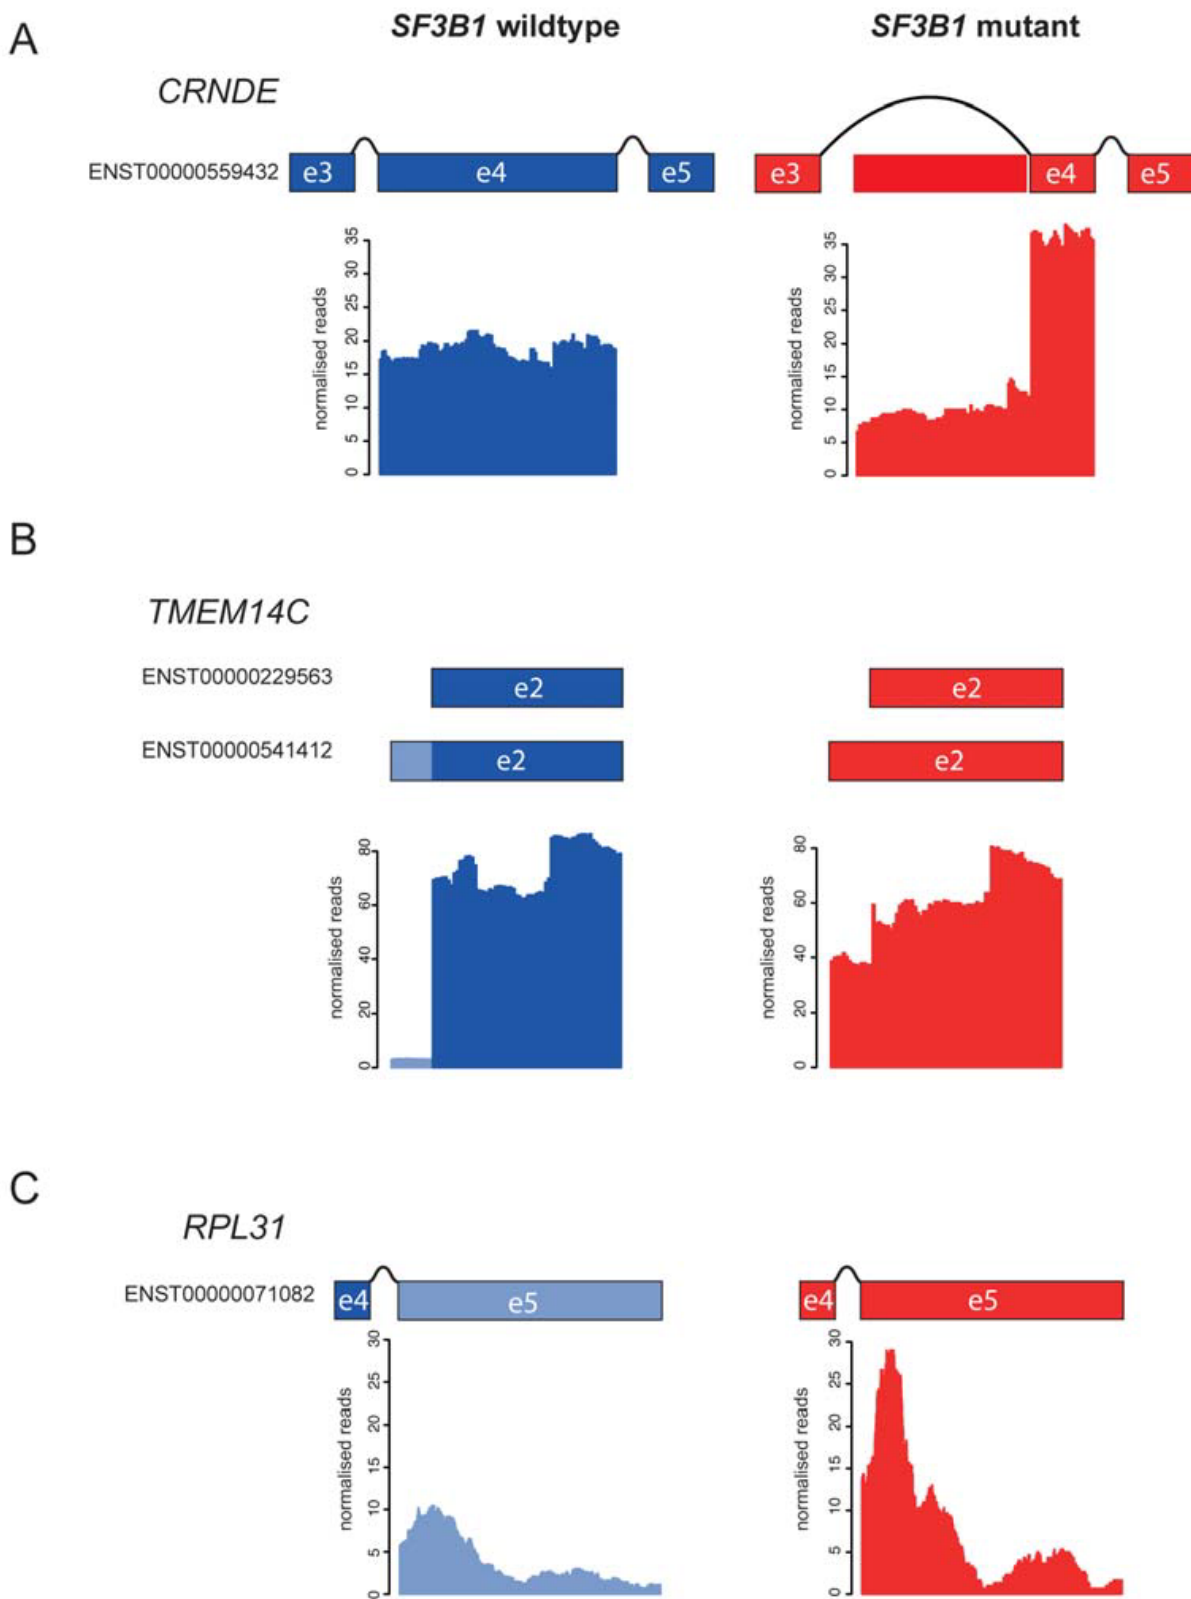 A
SF3B1 wildtype SF3B1 mutant
CRNDE
ENST00000559432 e3 e4 e5 e3 e4 e5
normalised reads 0 5 10 15 20 25 30 35
normalised reads 0 5 10 15 20 25 30 35
B
TMEM14C
ENST00000229563 e2 e2
ENST00000541412 e2 e2
normalised reads 0 20 40 60 80
normalised reads 0 20 40 60 80
C
RPL31
ENST00000071082 e4 e5 e4 e5
normalised reads 0 5 10 15 20 25 30
normalised reads 0 5 10 15 20 25 30